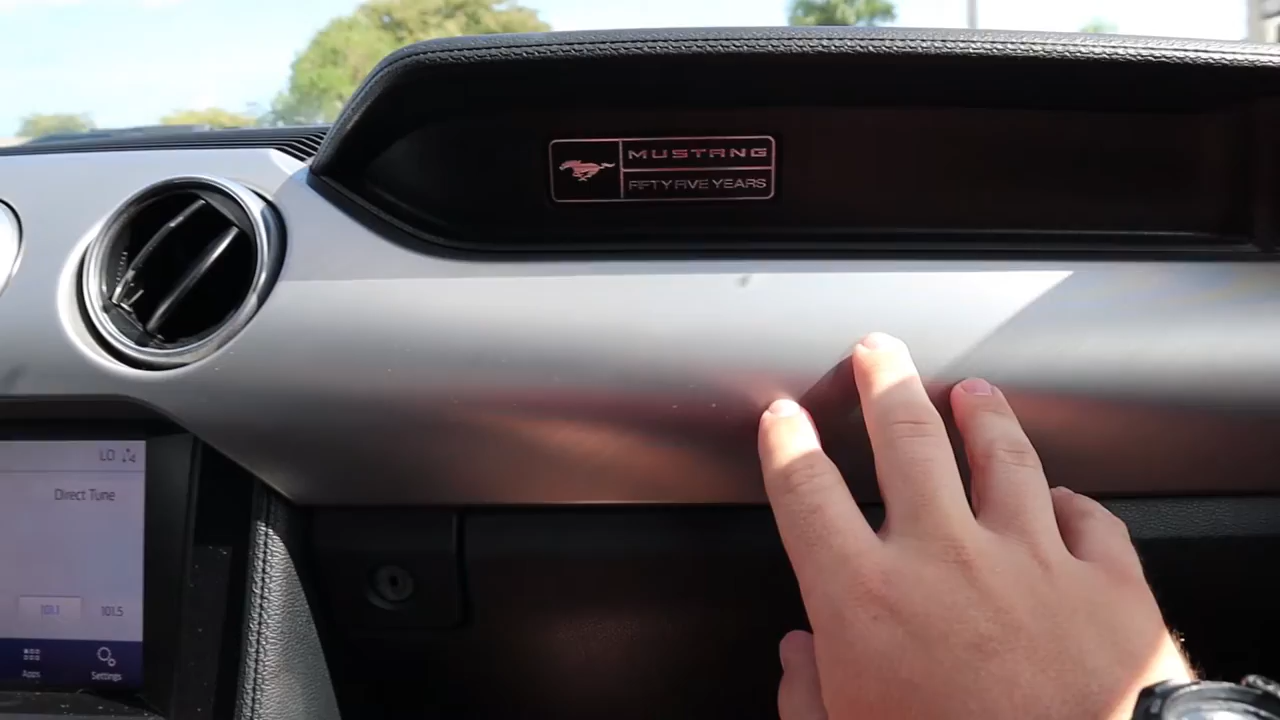 MUSTANG
FIFTY FIVE YEARS
LO
Direct Tune
101.1
101.5
Apps
Settings